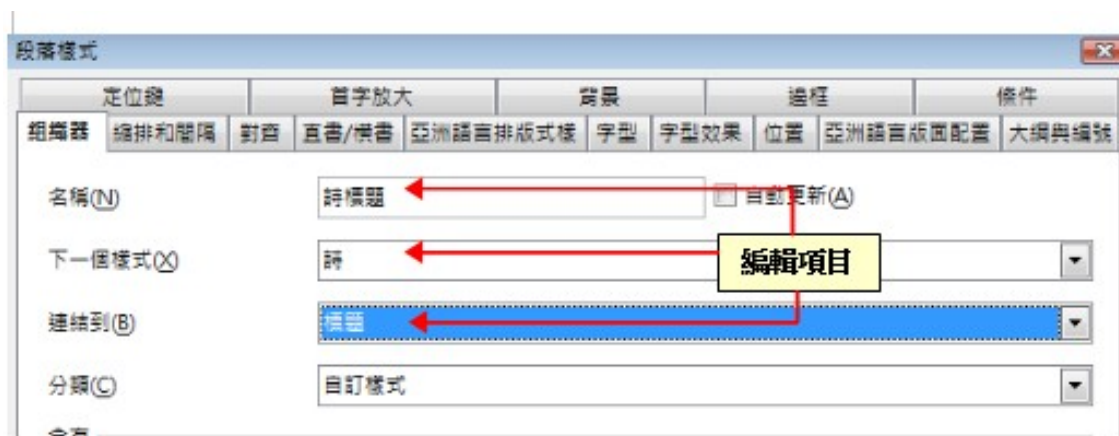 段落樣式
定位鍵 首字放大 背景 邊框 條件
組織器 縮排和間隔 對齊 直書/橫書 亞洲語言排版式樣 字型 字型效果 位置 亞洲語言版面配置 大綱與編號
名稱(N) 詩標題 自動更新(A)
下一個樣式(X) 詩
編輯項目
連結到(B) 標題
分類(C) 自訂樣式